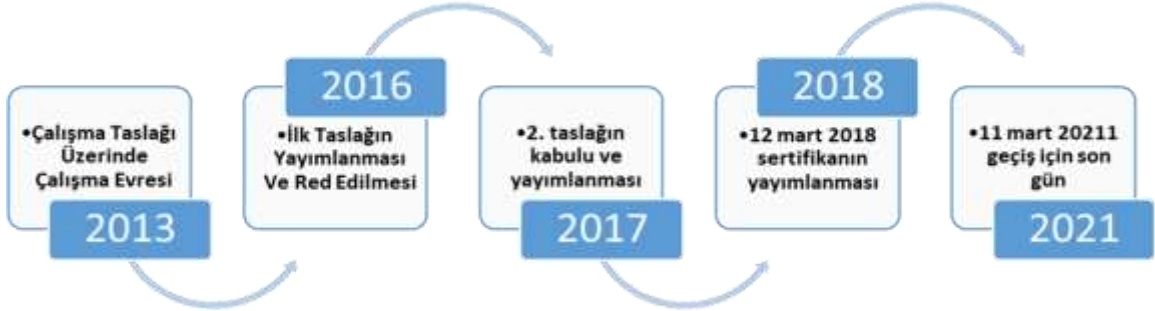 •Çalışma Taslağı
Üzerinde
Çalışma Evresi
2013
2016
•İlk Taslağın
Yayımlanması
Ve Red Edilmesi
•2. taslağın
kabulu ve
yayımlanması
2017
2018
•12 mart 2018
sertifikanın
yayımlanması
•11 mart 20211
geçiş için son
gün
2021